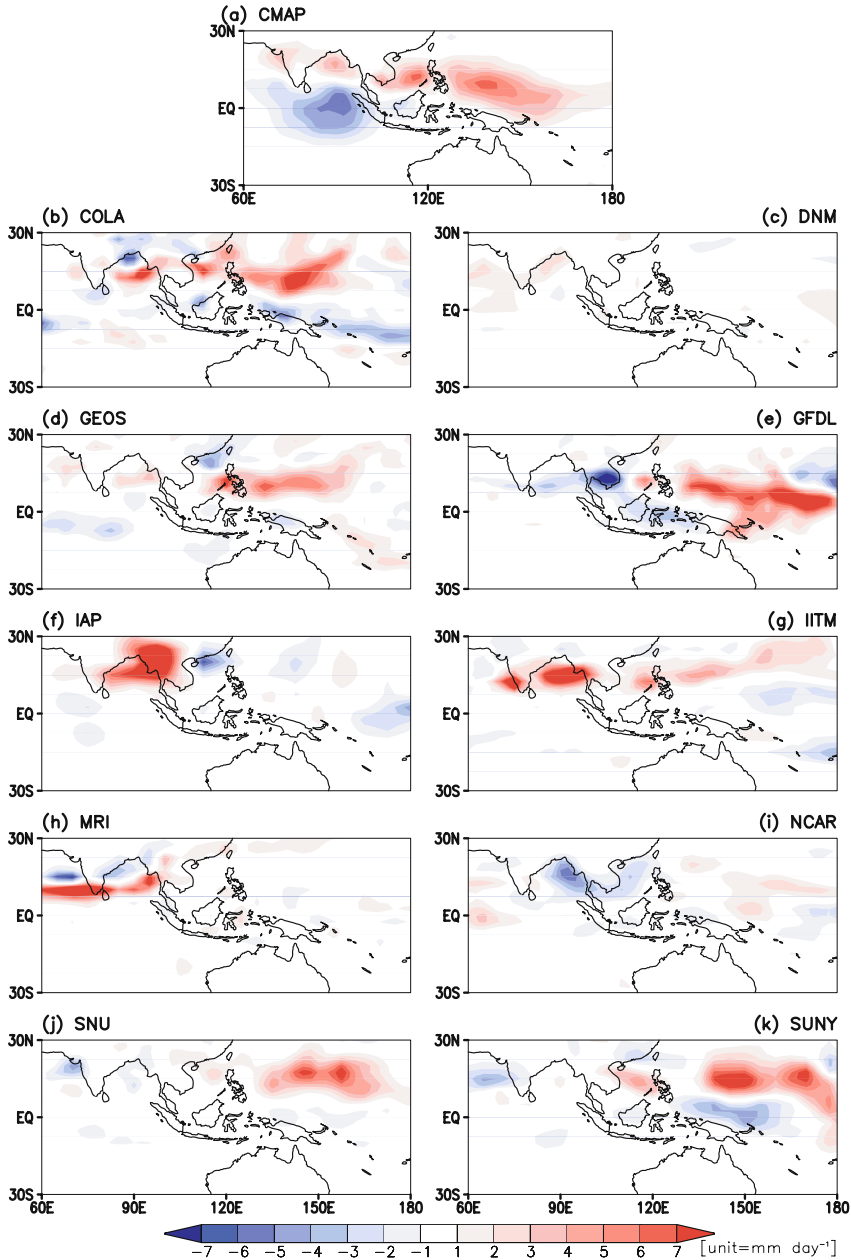 (a) CMAP
30N
EQ
30S
60E 120E 180
(b) COLA (c) DNM
30N 30N
EQ EQ
30S 30S
(d) GEOS (e) GFDL
30N 30N
EQ EQ
30S 30S
(f) IAP (g) IITM
30N 30N
EQ EQ
30S 30S
(h) MRI (i) NCAR
30N 30N
EQ EQ
30S 30S
(j) SNU (k) SUNY
30N 30N
EQ EQ
30S 30S
60E 90E 120E 150E 180 60E 90E 120E 150E 180
-7 -6 -5 -4 -3 -2 -1 1 2 3 4 5 6 7 [unit=mm day⁻¹]